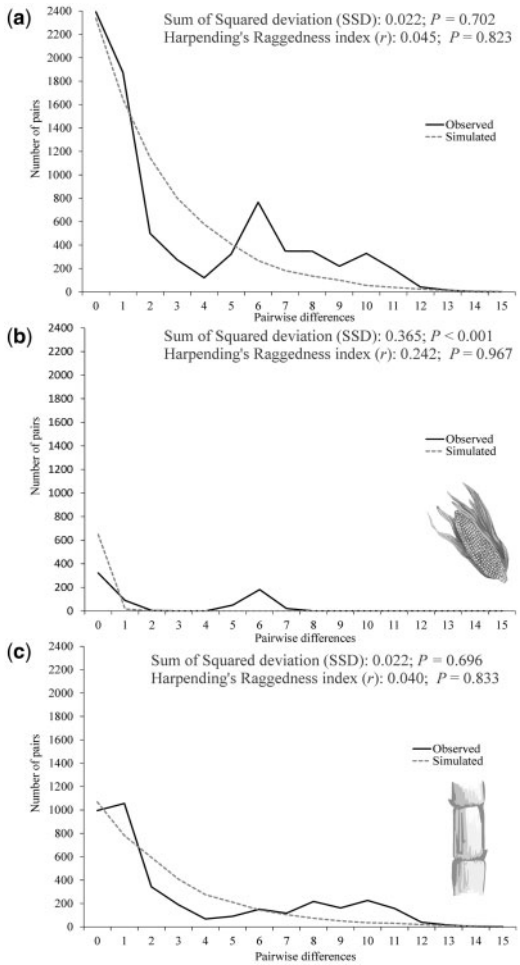 (a)
Sum of Squared deviation (SSD): 0.022; P = 0.702
Harpending's Raggedness index (r): 0.045; P = 0.823
Number of pairs
2400
2200
2000
1800
1600
1400
1200
1000
800
600
400
200
0
Observed
Simulated
0 1 2 3 4 5 6 7 8 9 10 11 12 13 14 15
Pairwise differences
(b)
Sum of Squared deviation (SSD): 0.365; P < 0.001
Harpending's Raggedness index (r): 0.242; P = 0.967
Number of pairs
2400
2200
2000
1800
1600
1400
1200
1000
800
600
400
200
0
Observed
Simulated
0 1 2 3 4 5 6 7 8 9 10 11 12 13 14 15
Pairwise differences
(c)
Sum of Squared deviation (SSD): 0.022; P = 0.696
Harpending's Raggedness index (r): 0.040; P = 0.833
Number of pairs
2400
2200
2000
1800
1600
1400
1200
1000
800
600
400
200
0
Observed
Simulated
0 1 2 3 4 5 6 7 8 9 10 11 12 13 14 15
Pairwise differences